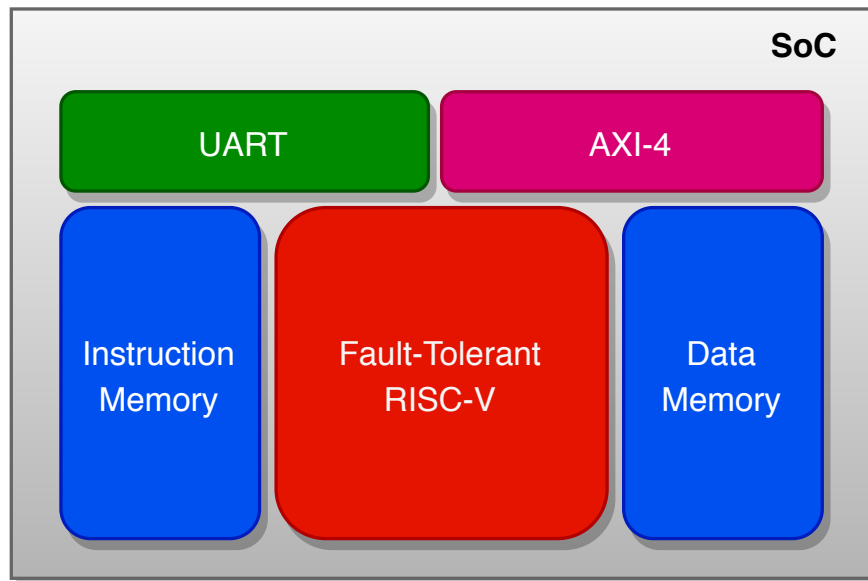 SoC
UART
AXI-4
Instruction
Memory
Fault-Tolerant
RISC-V
Data
Memory